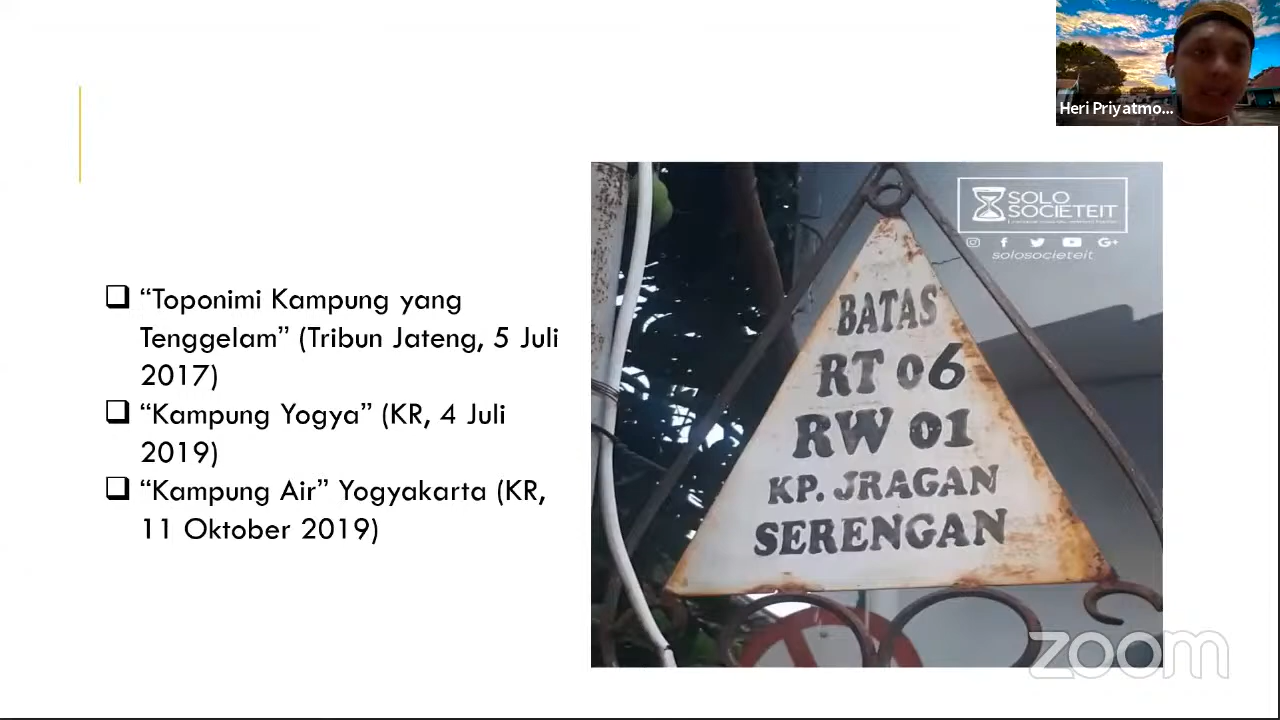 Heri Priyatmo...
❑ “Toponimi Kampung yang
Tenggelam” (Tribun Jateng, 5 Juli
2017)
❑ “Kampung Yogya” (KR, 4 Juli
2019)
❑ “Kampung Air” Yogyakarta (KR,
11 Oktober 2019)
SOLO
SOCIETEIT
solosocieteit
BATAS
RT 06
RW 01
KP. JRAGAN
SERENGAN
zoom